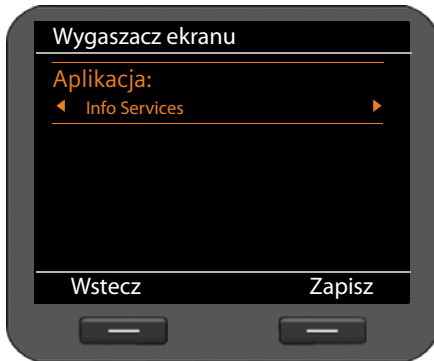 Wygaszacz ekranu
Aplikacja:
Info Services
Wstecz Zapisz